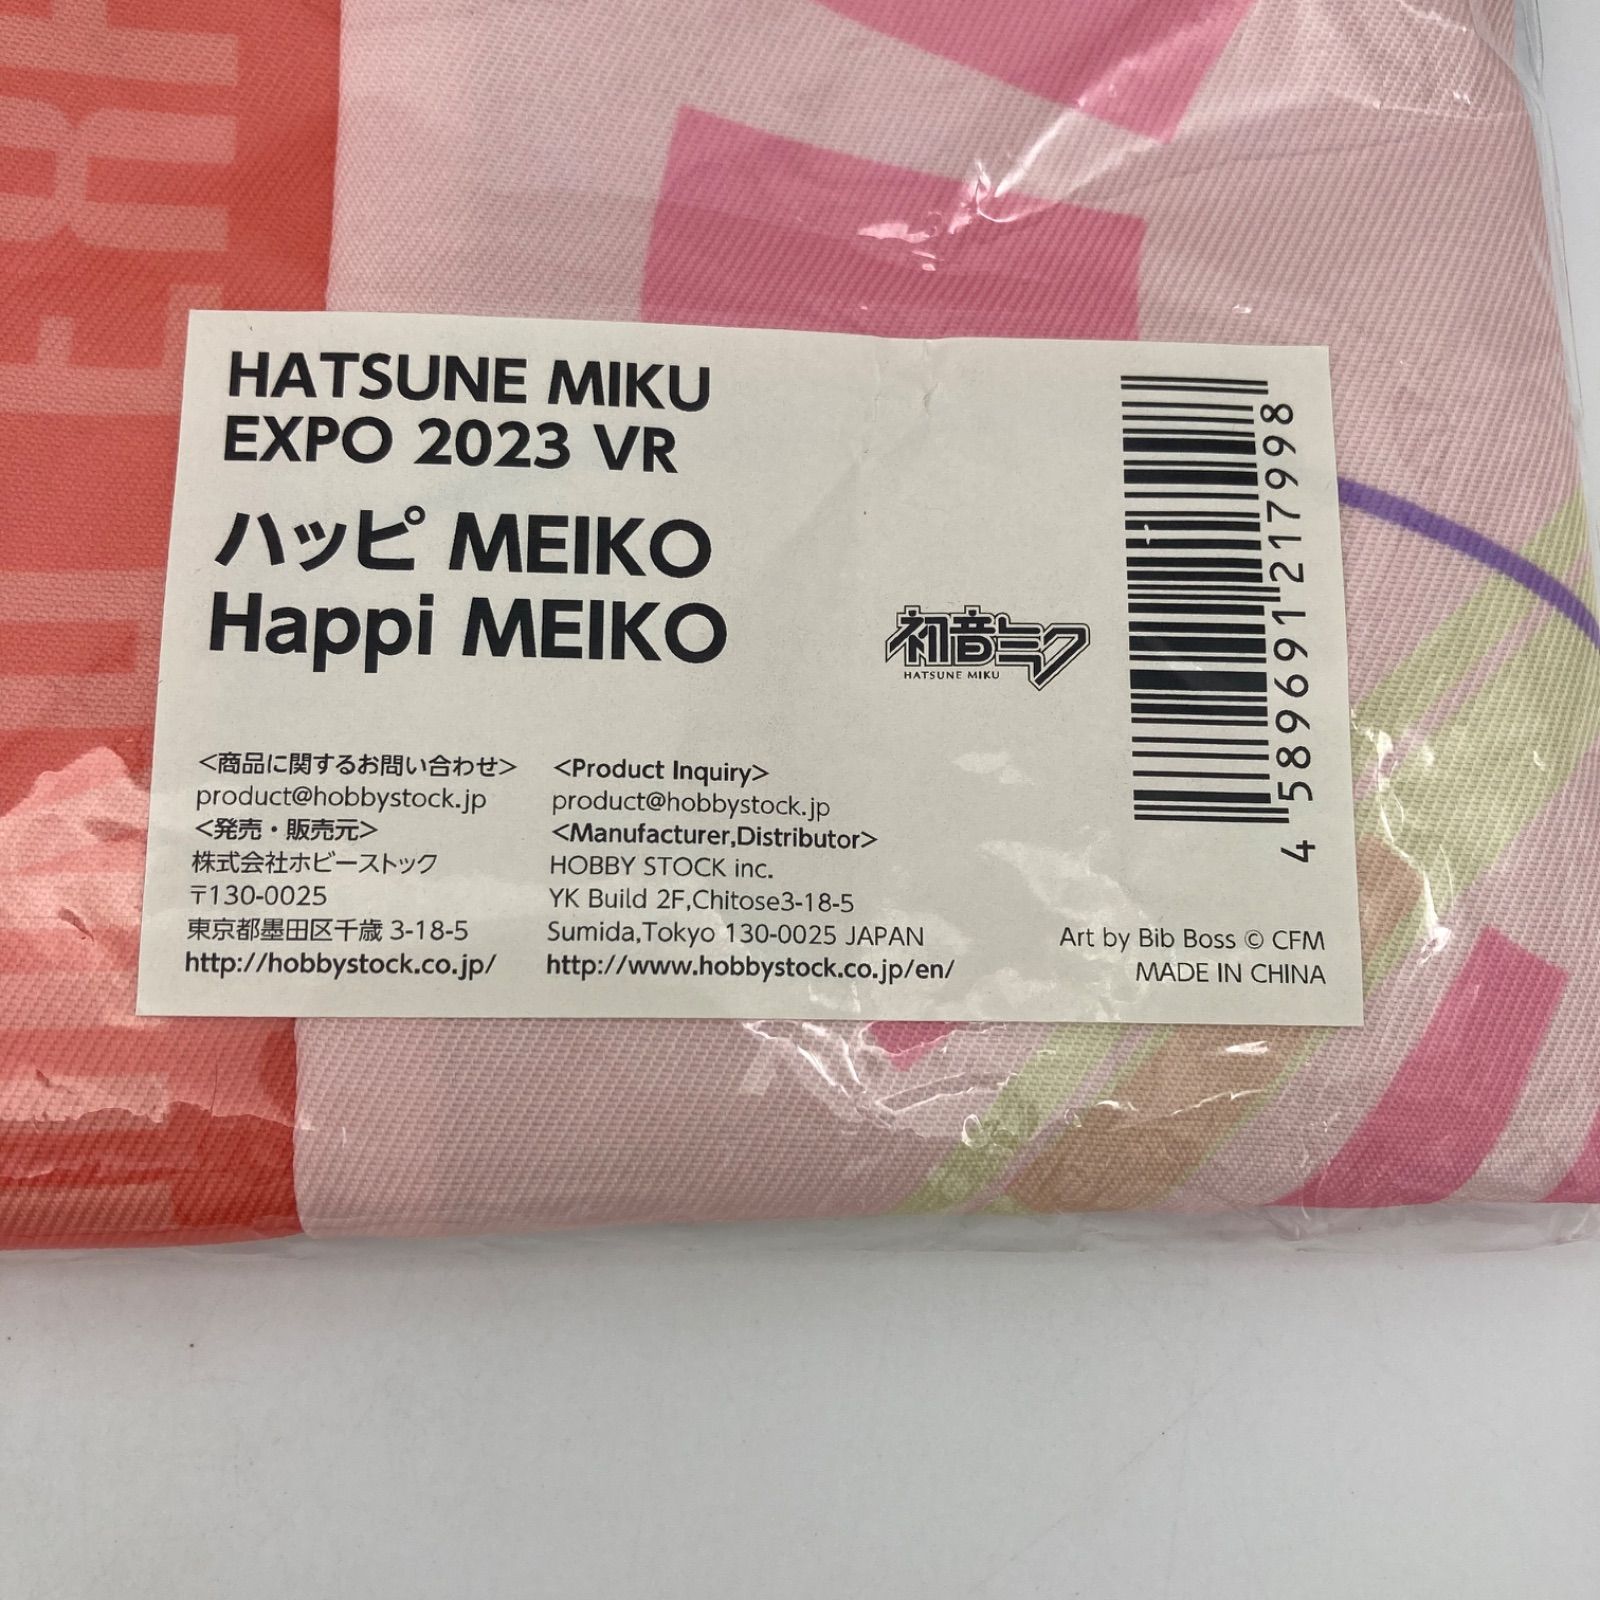 HATSUNE MIKU
EXPO 2023 VR
ハッピ MEIKO
Happi MEIKO
初音ミク
HATSUNE MIKU
<商品に関するお問い合わせ>
product@hobbystock.jp
<発売・販売元>
株式会社ホビーストック
〒130-0025
東京都墨田区千歳 3-18-5
http://hobbystock.co.jp/
<Product Inquiry>
product@hobbystock.jp
<Manufacturer,Distributor>
HOBBY STOCK inc.
YK Build 2F,Chitose3-18-5
Sumida,Tokyo 130-0025 JAPAN
http://www.hobbystock.co.jp/en/
4 589669 217998
Art by Bib Boss © CFM
MADE IN CHINA